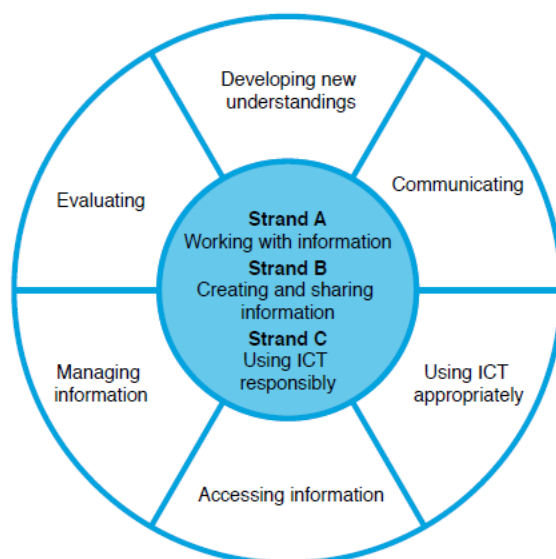 Developing new
understandings
Communicating
Evaluating
Strand A
Working with information
Strand B
Creating and sharing
information
Strand C
Using ICT
responsibly
Managing
information
Using ICT
appropriately
Accessing information